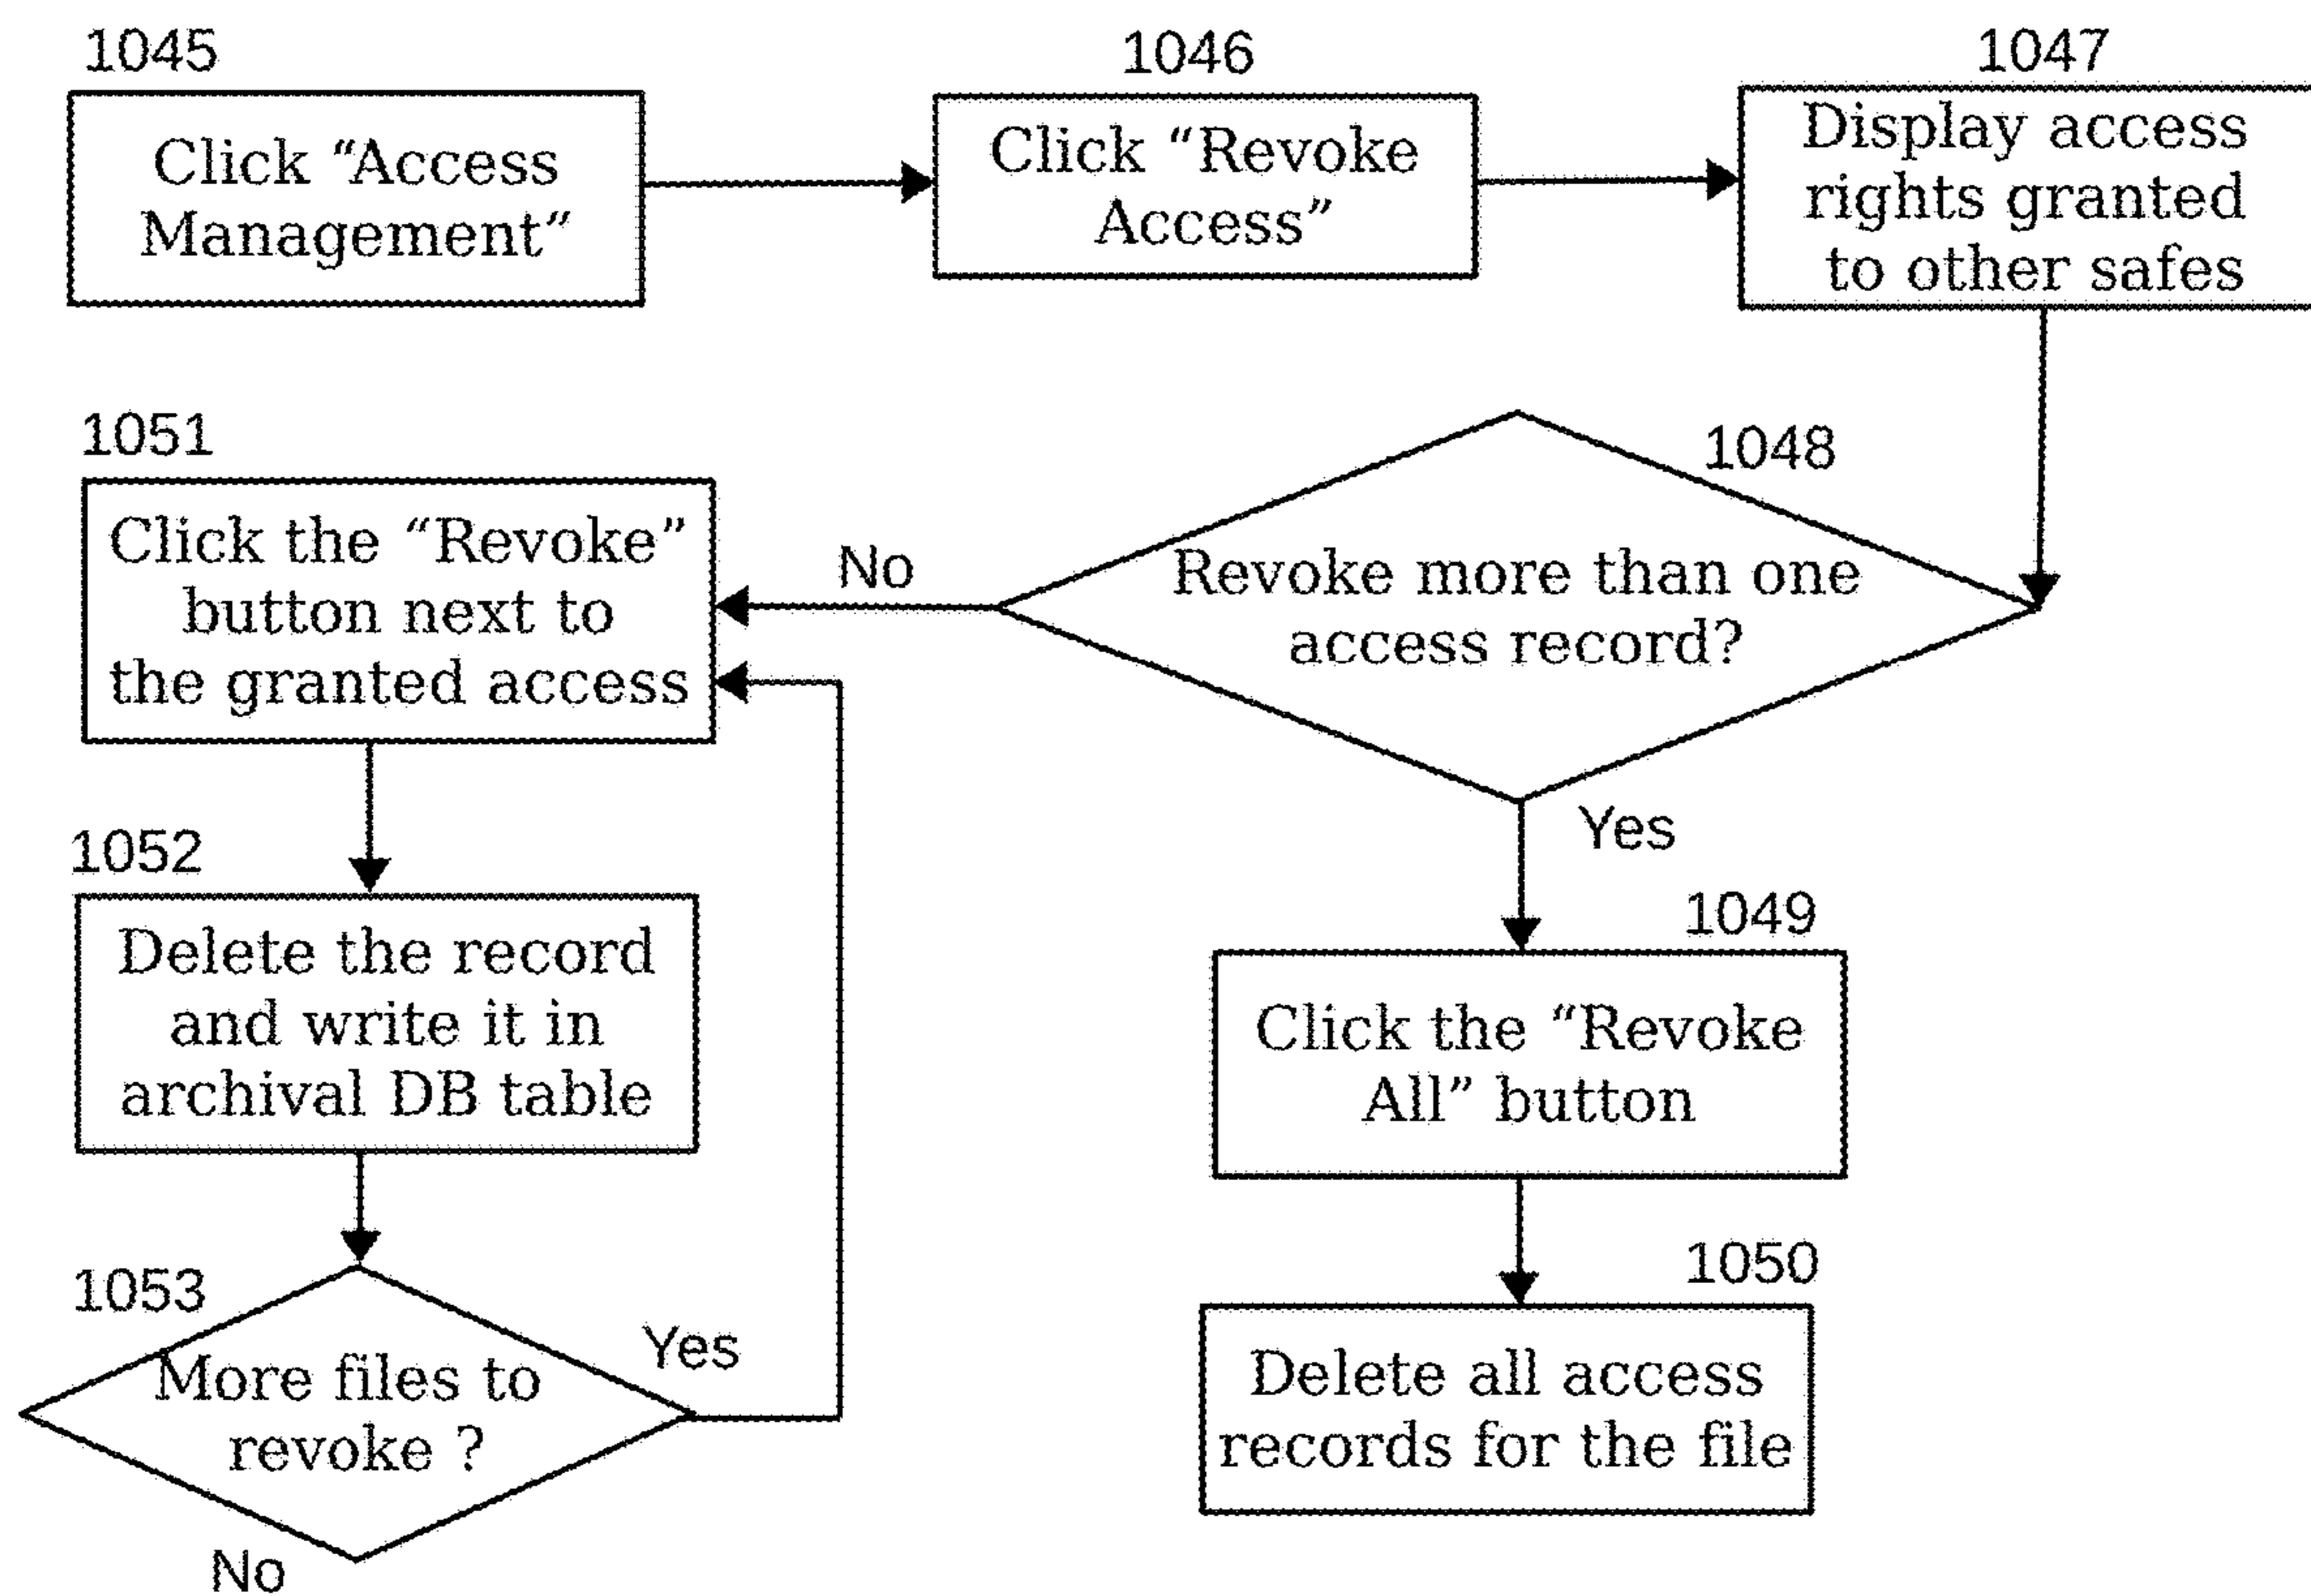 1045
Click “Access
Management“
1046
Click “Revoke
Access”
1047
Display access
rights granted
to other safes
1048
Revoke more than one
access record?
No
Yes
1051
Click the “Revoke”
button next to
the granted access
1052
Delete the record
and write it in
archival DB table
1053
More files to
revoke ?
Yes
No
1049
Click the “Revoke
All” button
1050
Delete all access
records for the file